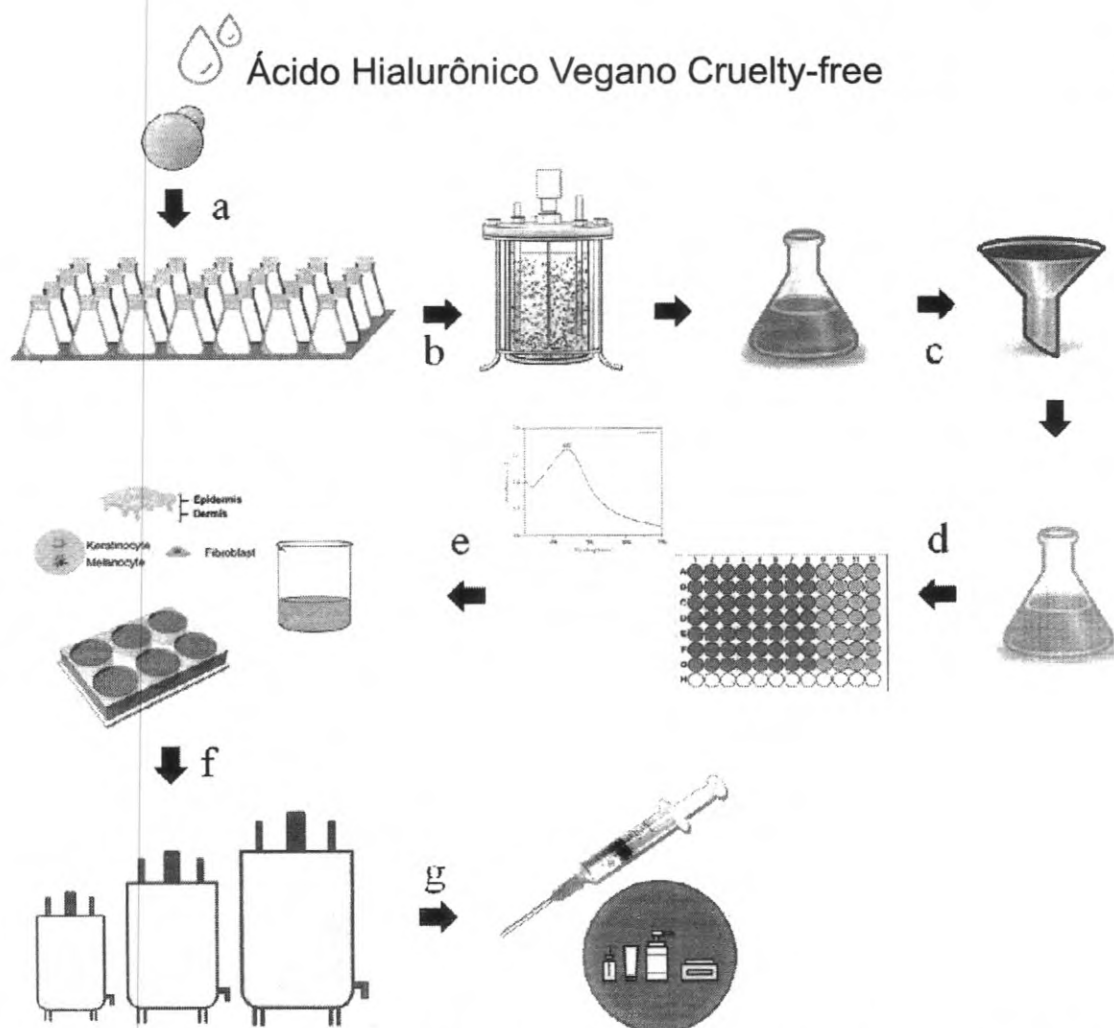 Ácido Hialurônico Vegano Cruelty-free
a
b
c
d
e
Epidermis
Dermis
Keratinocyte
Melanocyte
Fibroblast
1 2 3 4 5 6 7 8 9 10 11 12
A
B
C
D
E
F
G
H
f
g